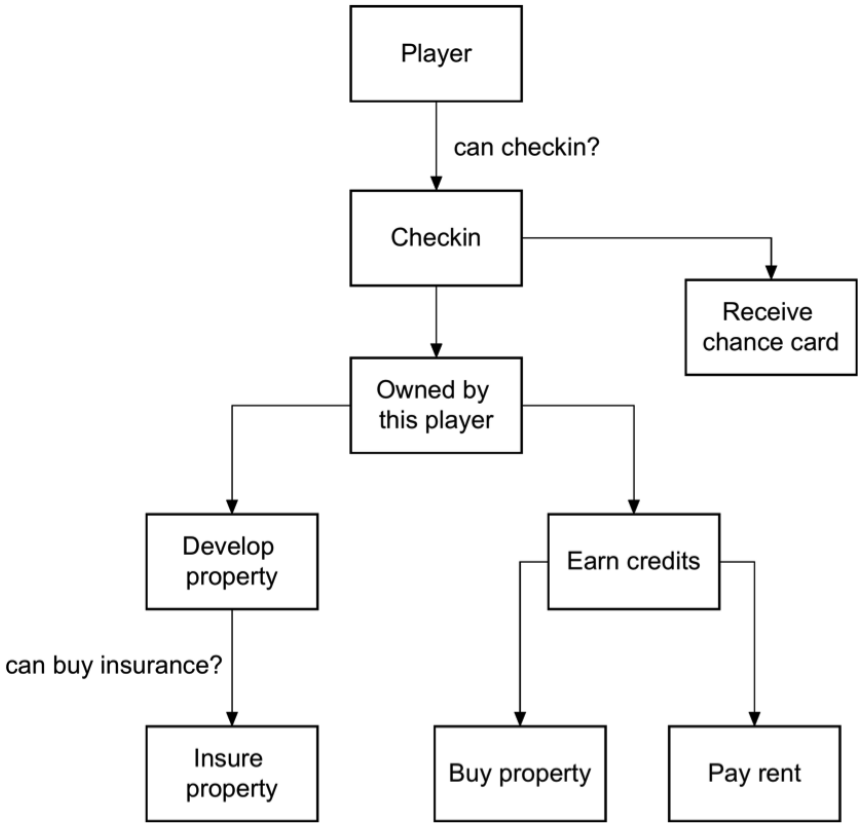 Player
can checkin?
Checkin
Receive
chance card
Owned by
this player
Develop
property
Earn credits
can buy insurance?
Insure
property
Buy property
Pay rent